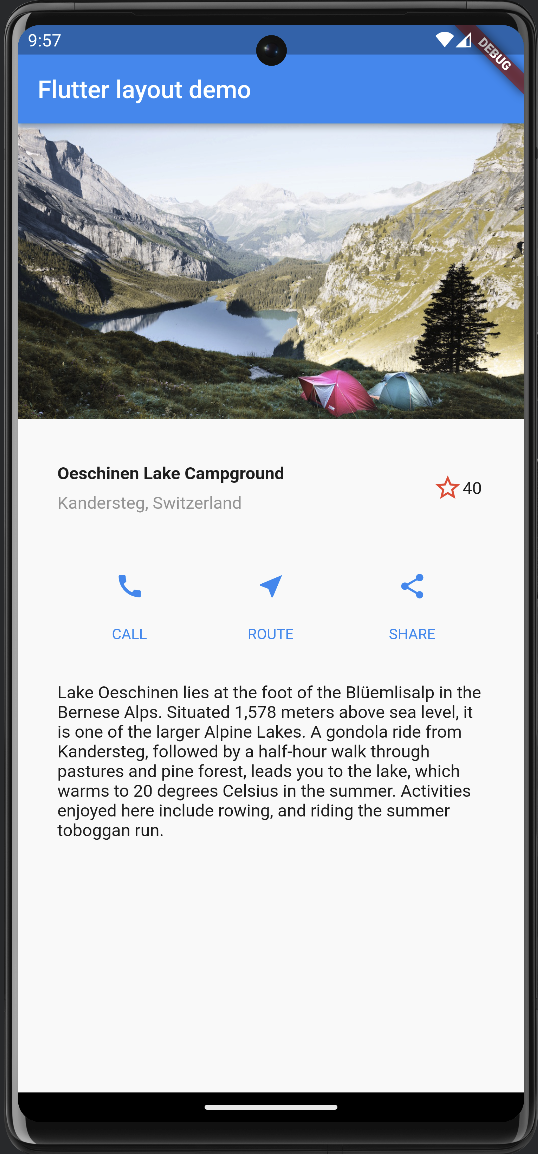 9:57
DEBUG
Flutter layout demo
Oeschinen Lake Campground
Kandersteg, Switzerland
40
CALL
ROUTE
SHARE
Lake Oeschinen lies at the foot of the Blüemlisalp in the
Bernese Alps. Situated 1,578 meters above sea level, it
is one of the larger Alpine Lakes. A gondola ride from
Kandersteg, followed by a half-hour walk through
pastures and pine forest, leads you to the lake, which
warms to 20 degrees Celsius in the summer. Activities
enjoyed here include rowing, and riding the summer
toboggan run.